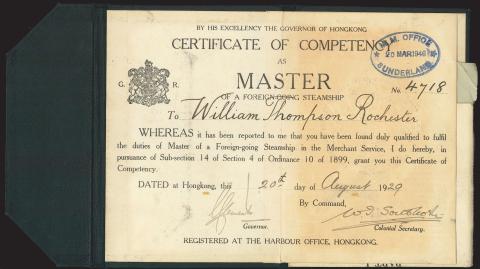 BY HIS EXCELLENCY THE GOVERNOR OF HONGKONG
CERTIFICATE OF COMPETENCY
AS
MASTER
OF A FOREIGN-GOING STEAMSHIP
G. R.
M.M. OFFICE
20 MAR 1946
SUNDERLAND
No. 4718
To William Thompson Rochester
WHEREAS it has been reported to me that you have been found duly qualified to fulfil
the duties of Master of a Foreign-going Steamship in the Merchant Service, I do hereby, in
pursuance of Sub-section 14 of Section 4 of Ordinance 10 of 1899, grant you this Certificate of
Competency.
DATED at Hongkong, this 20th day of August 1929
By Command,
Governor.
Colonial Secretary.
REGISTERED AT THE HARBOUR OFFICE, HONGKONG.